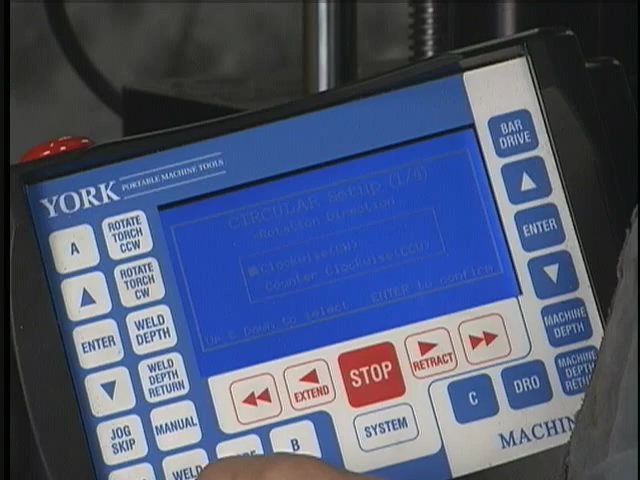 YORK PORTABLE MACHINE TOOLS
CIRCULAR Setup (1/4)
Rotation Direction
Clockwise(CW)
Counter Clockwise(CCW)
UP & DOWN to select ENTER to confirm
A
ROTATE TORCH CCW
ROTATE TORCH CW
ENTER
WELD DEPTH
WELD DEPTH RETURN
JOG SKIP
MANUAL
WELD
B
EXTEND
STOP
RETRACT
SYSTEM
BAR DRIVE
ENTER
MACHINE DEPTH
MACHINE DEPTH
C
DRO